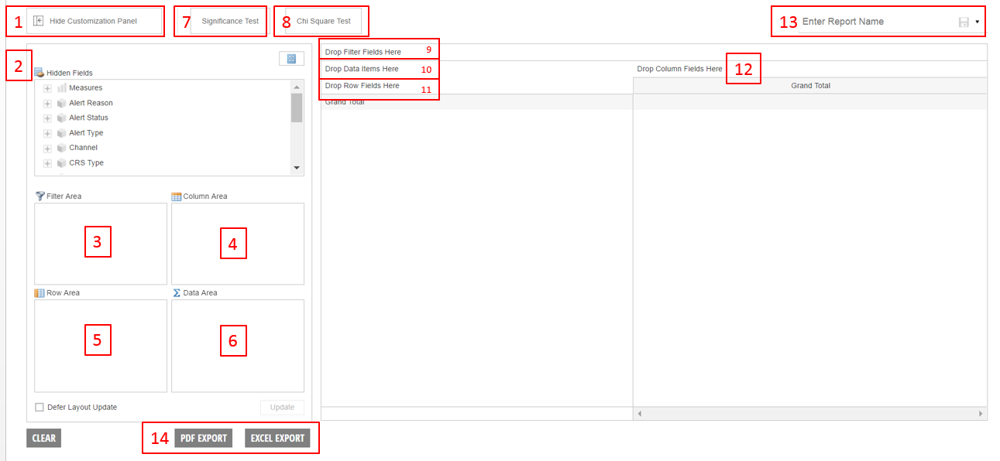 1 Hide Customization Panel
7 Significance Test
8 Chi Square Test
13 Enter Report Name
2
Hidden Fields
Measures
Alert Reason
Alert Status
Alert Type
Channel
CRS Type
Filter Area
Column Area
3
4
Row Area
Data Area
5
6
Defer Layout Update
Update
CLEAR
14 PDF EXPORT EXCEL EXPORT
Drop Filter Fields Here 9
Drop Data Items Here 10
Drop Column Fields Here 12
Drop Row Fields Here 11
Grand Total
Grand Total